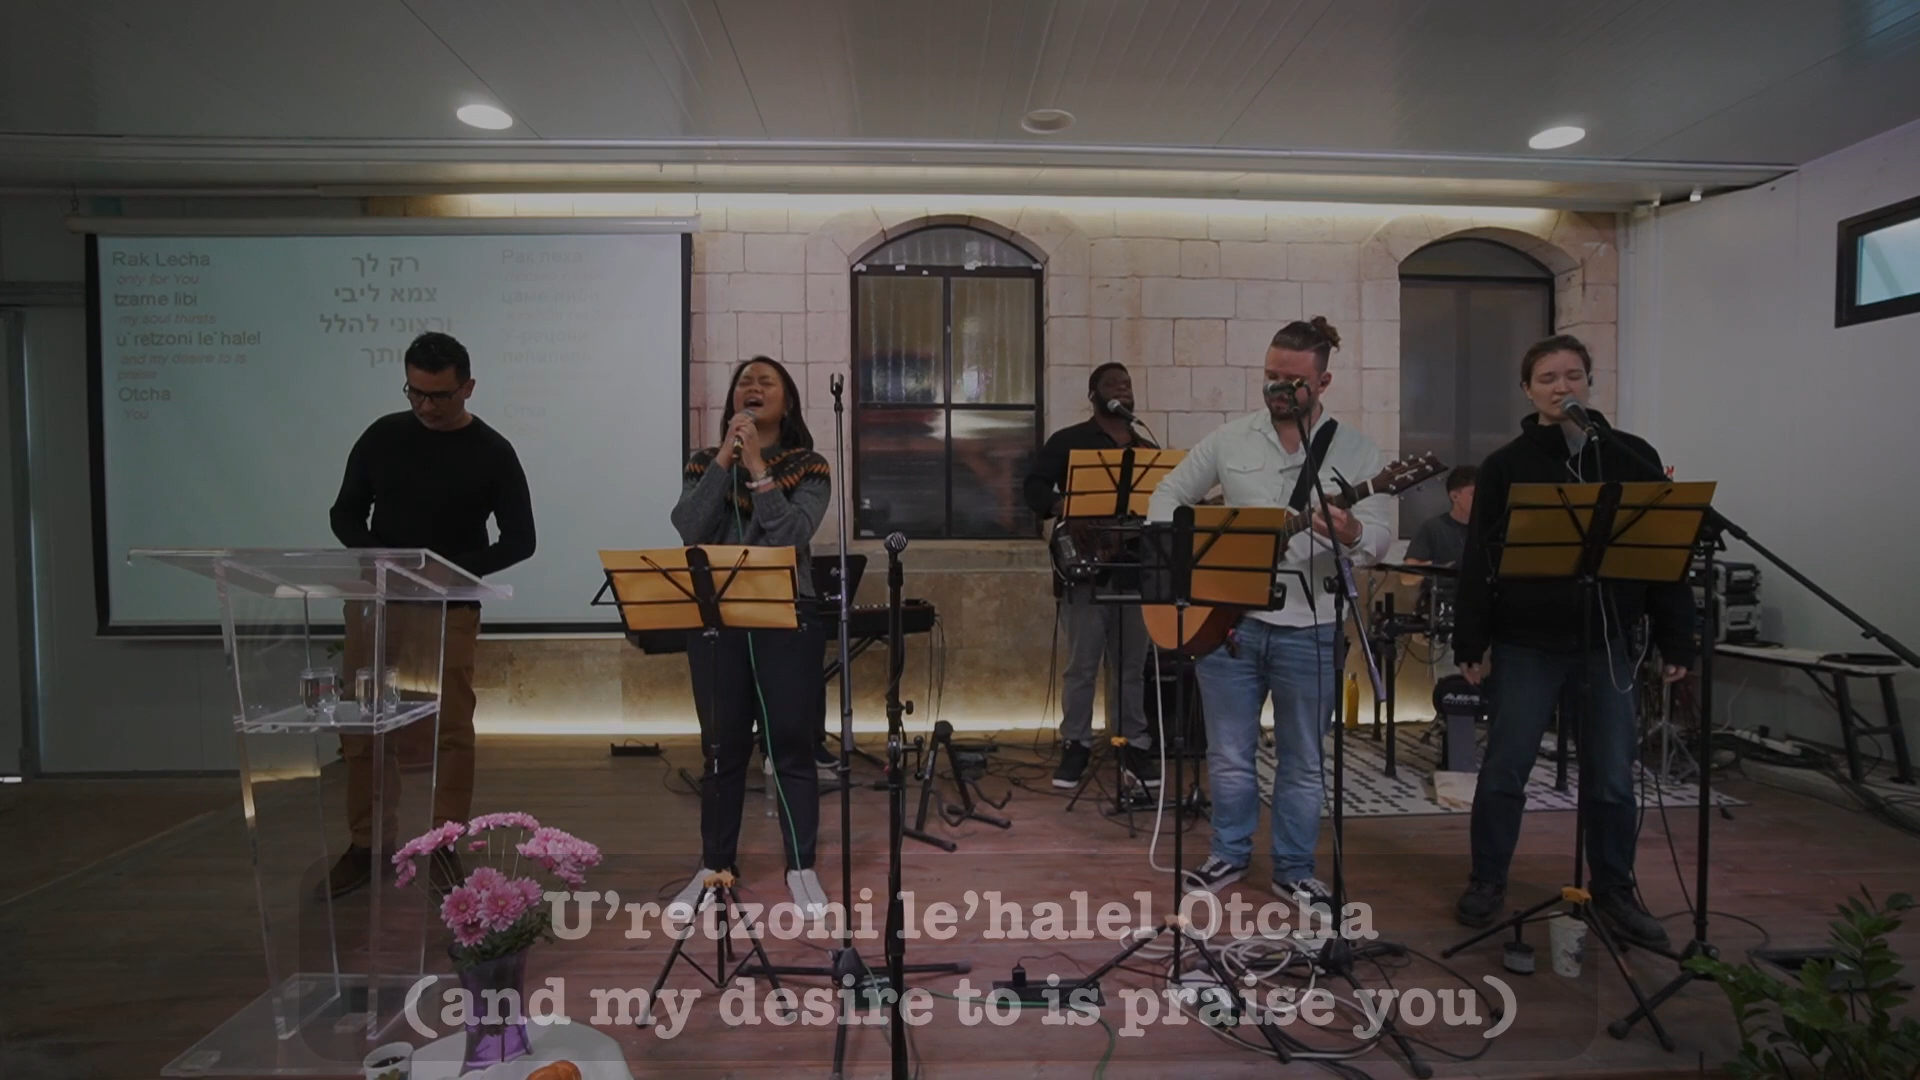 Rak Lecha
only for You
tzame libi
my soul thirsts
u'retzoni le'halel
and my desire to is
praise
Otcha
You
רק לך
צמא ליבי
ורצוני להלל
U’retzoni le’halel Otcha
(and my desire to is praise you)